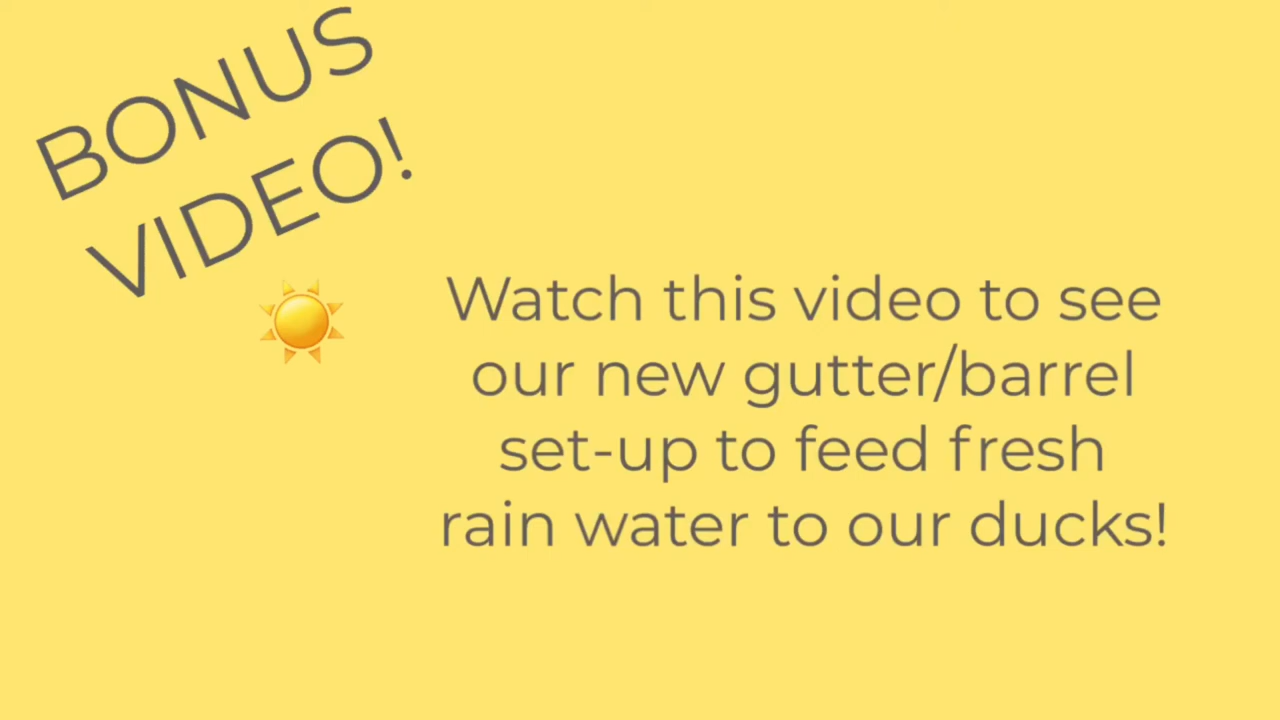 BONUS
VIDEO!
Watch this video to see
our new gutter/barrel
set-up to feed fresh
rain water to our ducks!